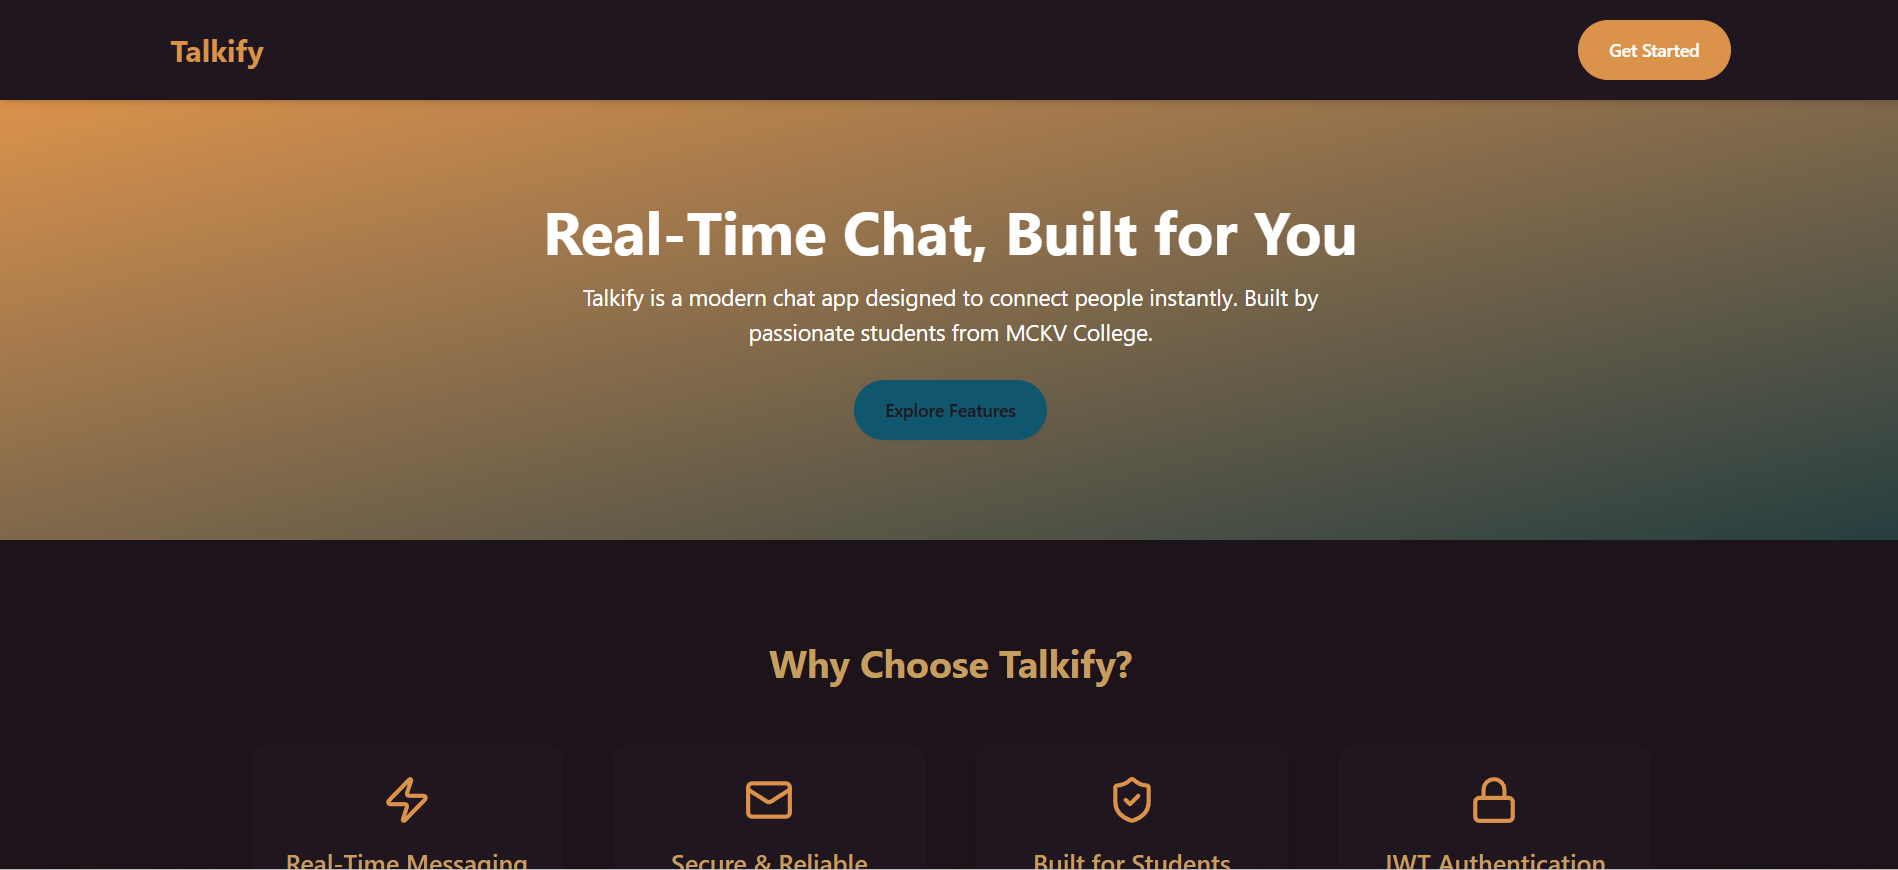 Talkify
Get Started
Real-Time Chat, Built for You
Talkify is a modern chat app designed to connect people instantly. Built by
passionate students from MCKV College.
Explore Features
Why Choose Talkify?
Real-Time Messaging
Secure & Reliable
Built for Students
JWT Authentication